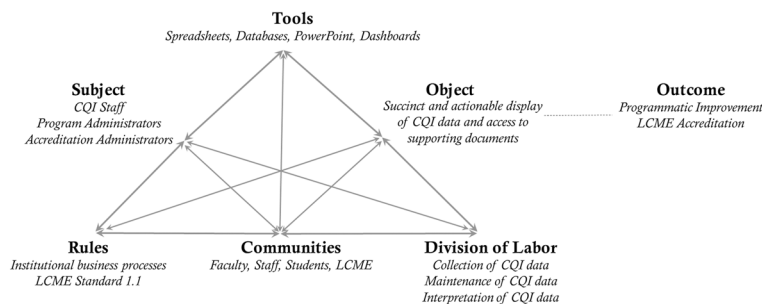 Tools
Spreadsheets, Databases, PowerPoint, Dashboards
Subject
CQI Staff
Program Administrators
Accreditation Administrators
Object
Succinct and actionable display
of CQI data and access to
supporting documents
Outcome
Programmatic Improvement
LCME Accreditation
Rules
Institutional business processes
LCME Standard 1.1
Communities
Faculty, Staff, Students, LCME
Division of Labor
Collection of CQI data
Maintenance of CQI data
Interpretation of CQI data